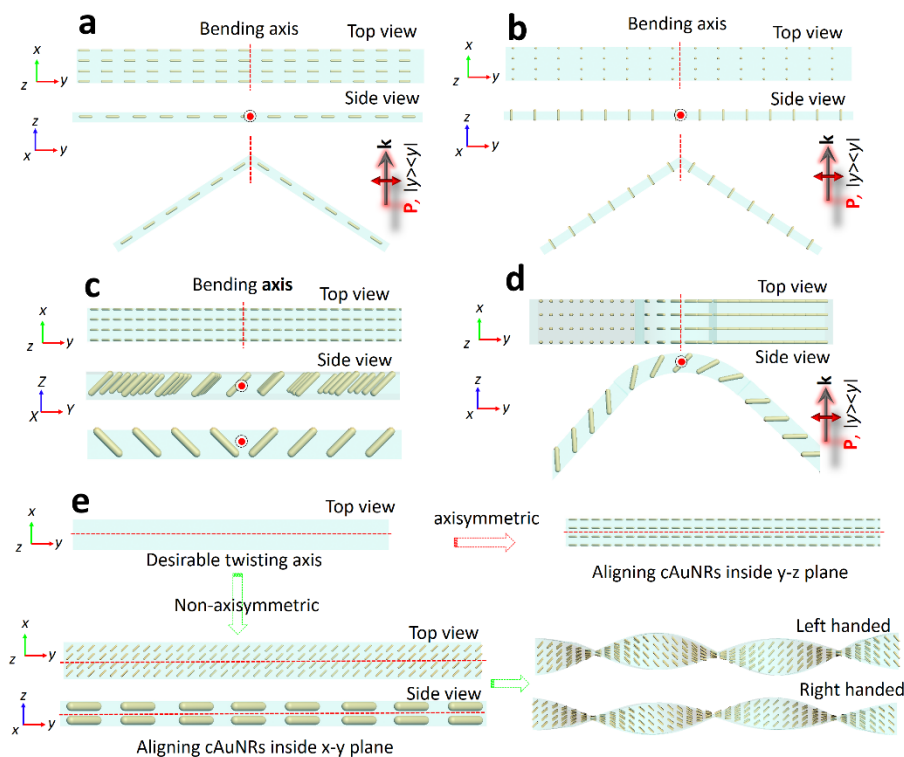 a
Bending axis
Top view
x
z
y
Side view
z
x
y
k
P, |y><y|
b
Bending axis
Top view
x
z
y
Side view
z
x
y
k
P, |y><y|
c
Bending axis
Top view
x
z
y
Side view
Z
X
Y
d
Top view
x
z
y
Side view
z
x
y
k
P, |y><y|
e
Top view
x
z
y
Desirable twisting axis
axisymmetric
Aligning cAuNRs inside y-z plane
Non-axisymmetric
Top view
x
z
y
Side view
z
x
y
Aligning cAuNRs inside x-y plane
Left handed
Right handed